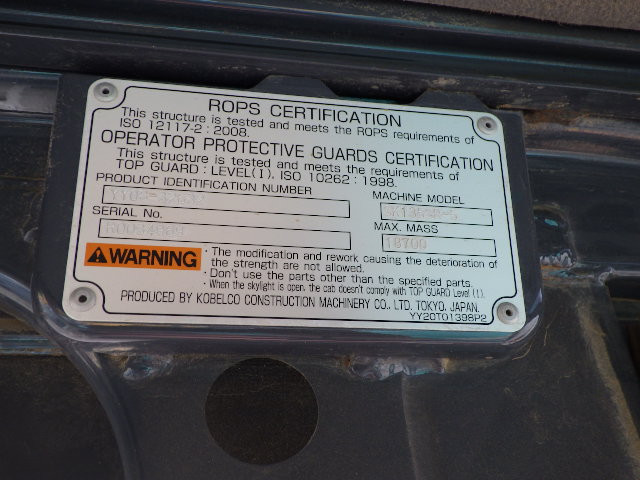 ROPS CERTIFICATION
This structure is tested and meets the ROPS requirements of
ISO 12117-2 : 2008.
OPERATOR PROTECTIVE GUARDS CERTIFICATION
This structure is tested and meets the requirements of
TOP GUARD : LEVEL(I). ISO 10262 : 1998.
PRODUCT IDENTIFICATION NUMBER
MACHINE MODEL
SERIAL No.
MAX. MASS
18700
WARNING
· The modification and rework causing the deterioration of
the strength are not allowed.
· Don't use the parts other than the specified parts.
· When the skylight is open, the cab doesn't comply with TOP GUARD Level (I).
PRODUCED BY KOBELCO CONSTRUCTION MACHINERY CO., LTD. TOKYO, JAPAN.
YY20T01398P2